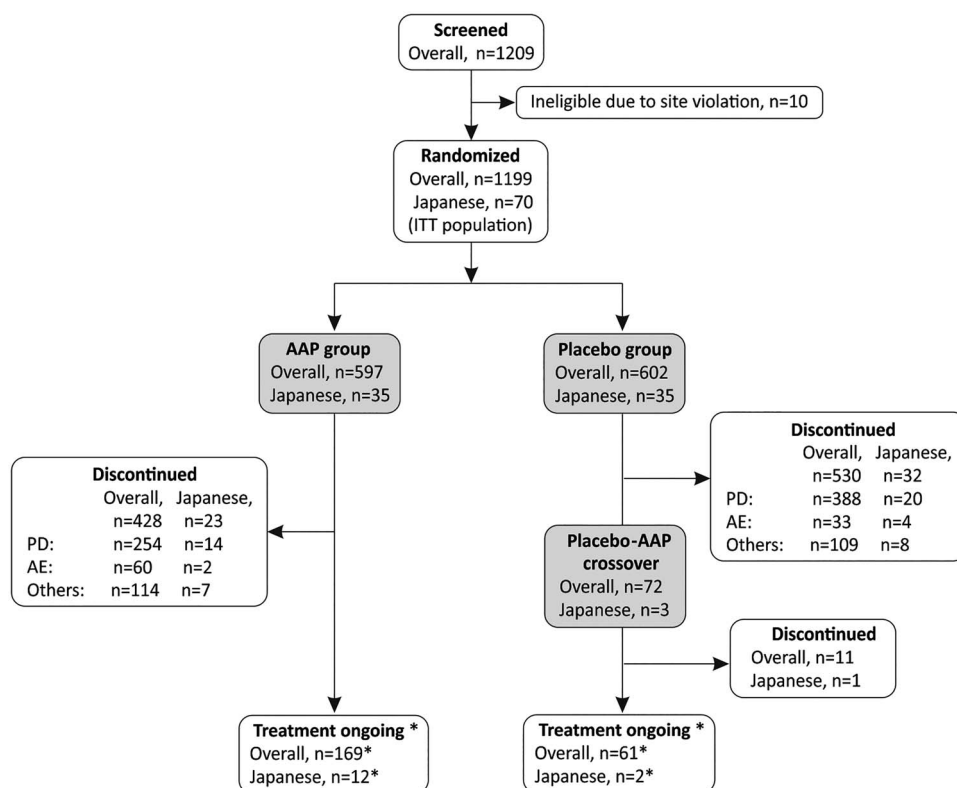 Screened
Overall, n=1209
Ineligible due to site violation, n=10
Randomized
Overall, n=1199
Japanese, n=70
(ITT population)
AAP group
Overall, n=597
Japanese, n=35
Placebo group
Overall, n=602
Japanese, n=35
Discontinued
Overall, Japanese,
n=428 n=23
PD: n=254 n=14
AE: n=60 n=2
Others: n=114 n=7
Discontinued
Overall, Japanese,
n=530 n=32
PD: n=388 n=20
AE: n=33 n=4
Others: n=109 n=8
Placebo-AAP
crossover
Overall, n=72
Japanese, n=3
Discontinued
Overall, n=11
Japanese, n=1
Treatment ongoing *
Overall, n=169*
Japanese, n=12*
Treatment ongoing *
Overall, n=61*
Japanese, n=2*